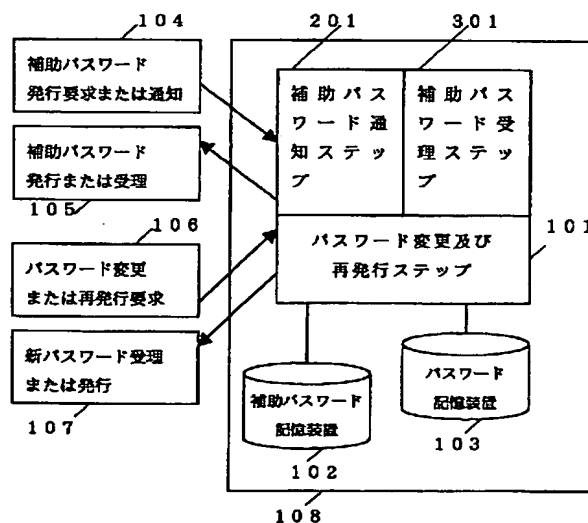 104
補助パスワード
発行要求または通知
補助パスワード
発行または受理
105
106
パスワード変更
または再発行要求
新パスワード受理
または発行
107
201
301
補助パス
ワード通
知ステッ
プ
補助パス
ワード受
理ステッ
プ
101
パスワード変更及び
再発行ステップ
補助パスワード
記憶装置
102
パスワード
記憶装置
103
108